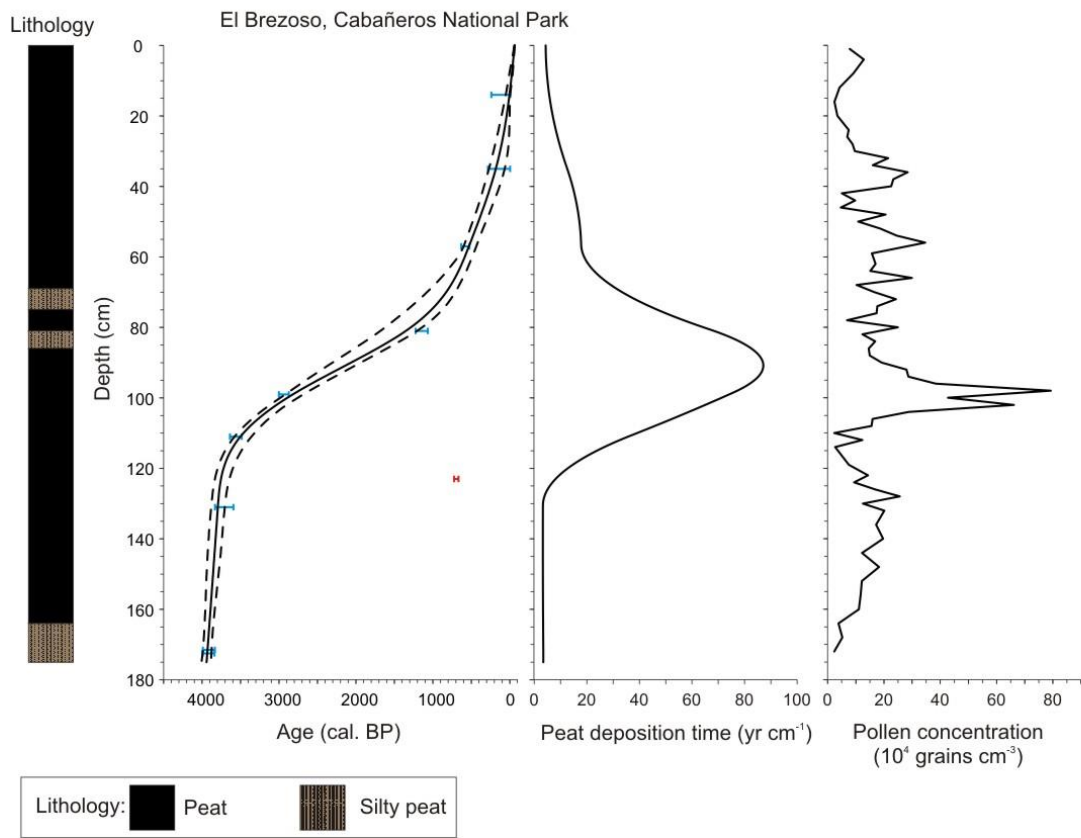 El Brezoso, Cabañeros National Park
Lithology
Depth (cm)
0
20
40
60
80
100
120
140
160
180
4000 3000 2000 1000 0
Age (cal. BP)
0 20 40 60 80 100
Peat deposition time (yr cm⁻¹)
20 40 60 80
Pollen concentration
(10⁴ grains cm⁻³)
Lithology: Peat Silty peat